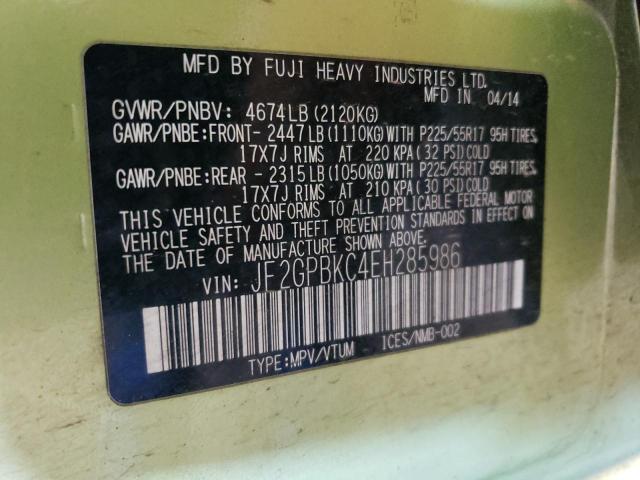 MFD BY FUJI HEAVY INDUSTRIES LTD.
MFD IN 04/14
GVWR/PNBV: 4674LB(2120KG)
GAWR/PNBE:FRONT- 2447LB(1110KG)WITH P225/55R17 95H TIRES,
17X7J RIMS AT 220 KPA(32 PSI)COLD
GAWR/PNBE:REAR - 2315LB(1050KG)WITH P225/55R17 95H TIRES,
17X7J RIMS AT 210 KPA(30 PSI)COLD
THIS VEHICLE CONFORMS TO ALL APPLICABLE FEDERAL MOTOR
VEHICLE SAFETY AND THEFT PREVENTION STANDARDS IN EFFECT ON
THE DATE OF MANUFACTURE SHOWN ABOVE.
VIN: JF2GPBKC4EH285986
TYPE:MPV/VTUM ICES/NMB-002